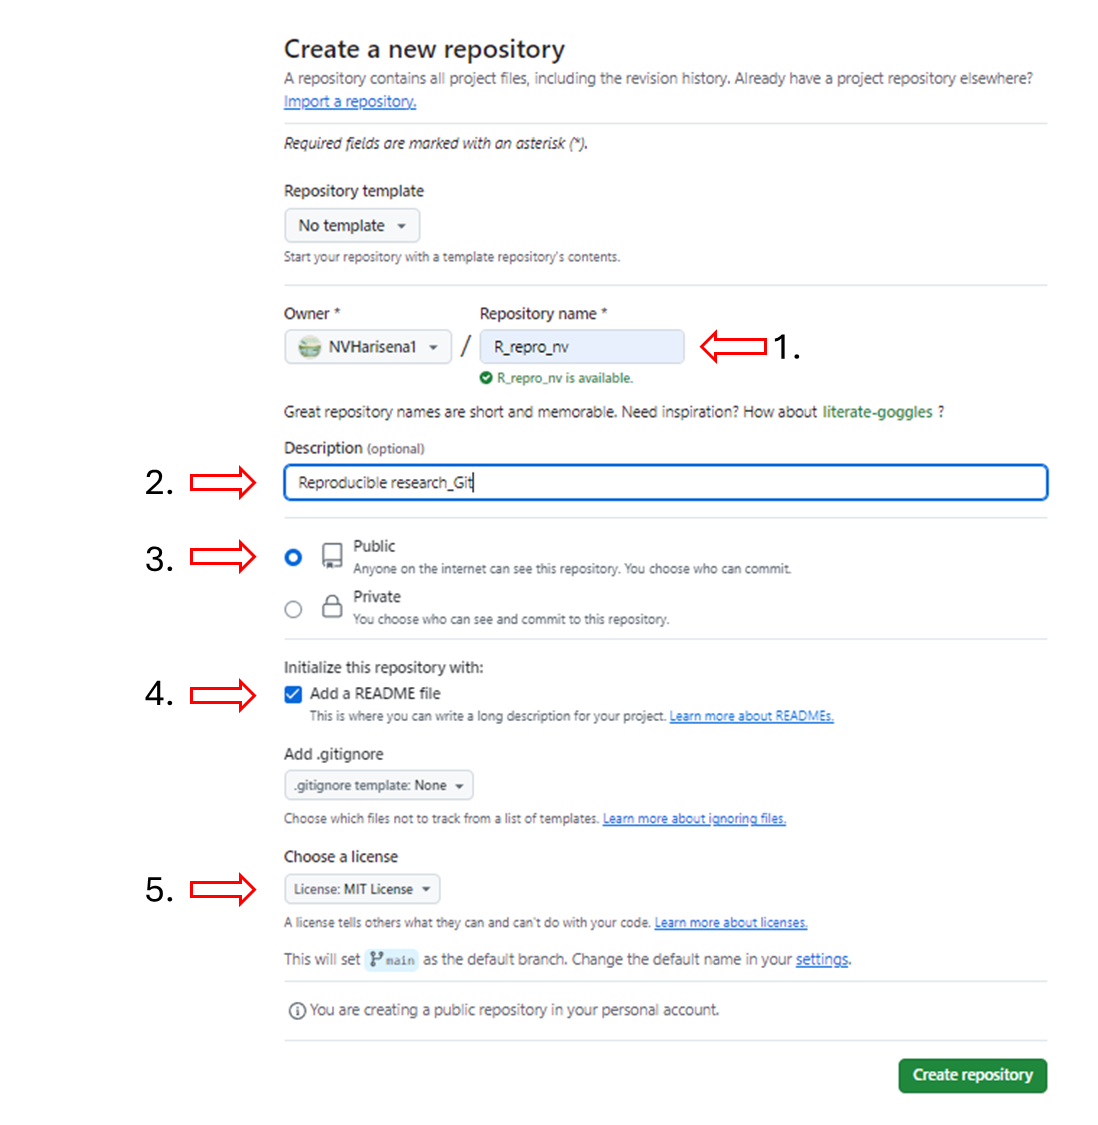 Create a new repository
A repository contains all project files, including the revision history. Already have a project repository elsewhere?
Import a repository.
Required fields are marked with an asterisk (*).
Repository template
No template
Start your repository with a template repository's contents.
Owner *
Repository name *
NVHarisena1
/
R_repro_nv
1.
R_repro_nv is available.
Great repository names are short and memorable. Need inspiration? How about literate-goggles ?
Description (optional)
2.
Reproducible research_Git
3.
Public
Anyone on the internet can see this repository. You choose who can commit.
Private
You choose who can see and commit to this repository.
Initialize this repository with:
4.
Add a README file
This is where you can write a long description for your project. Learn more about READMEs.
Add .gitignore
.gitignore template: None
Choose which files not to track from a list of templates. Learn more about ignoring files.
Choose a license
5.
License: MIT License
A license tells others what they can and can't do with your code. Learn more about licenses.
This will set main as the default branch. Change the default name in your settings.
You are creating a public repository in your personal account.
Create repository